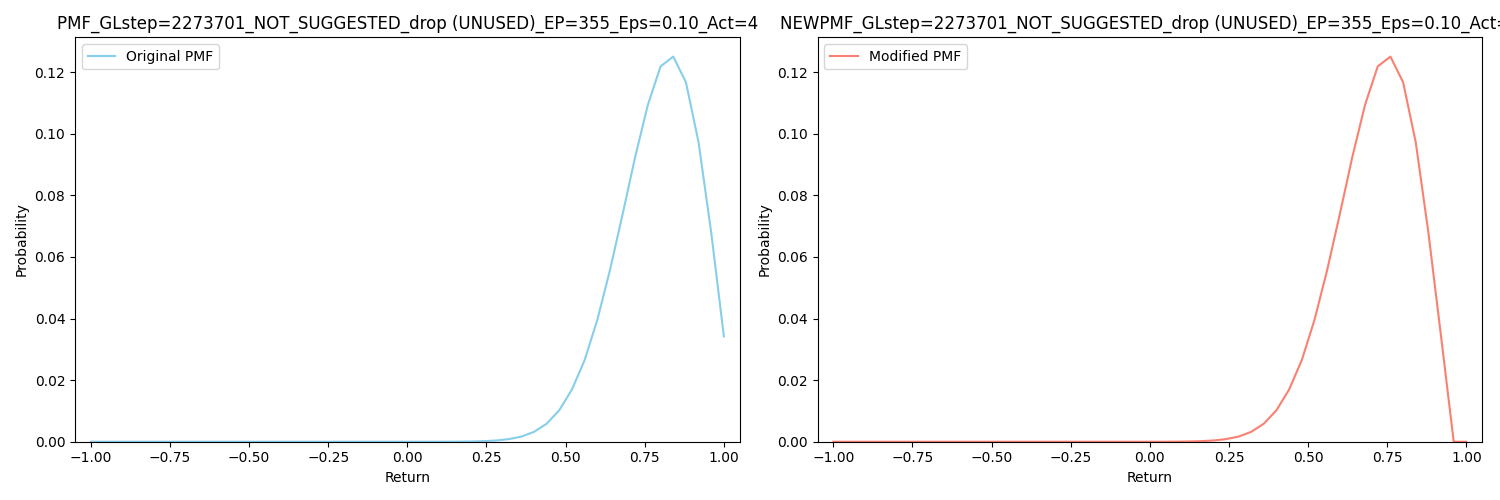 PMF_GLstep=2273701_NOT_SUGGESTED_drop (UNUSED)_EP=355_Eps=0.10_Act=4
Original PMF
Probability
0.12
0.10
0.08
0.06
0.04
0.02
0.00
−1.00 −0.75 −0.50 −0.25 0.00 0.25 0.50 0.75 1.00
Return
NEWPMF_GLstep=2273701_NOT_SUGGESTED_drop (UNUSED)_EP=355_Eps=0.10_Act=
Modified PMF
Probability
0.12
0.10
0.08
0.06
0.04
0.02
0.00
−1.00 −0.75 −0.50 −0.25 0.00 0.25 0.50 0.75 1.00
Return